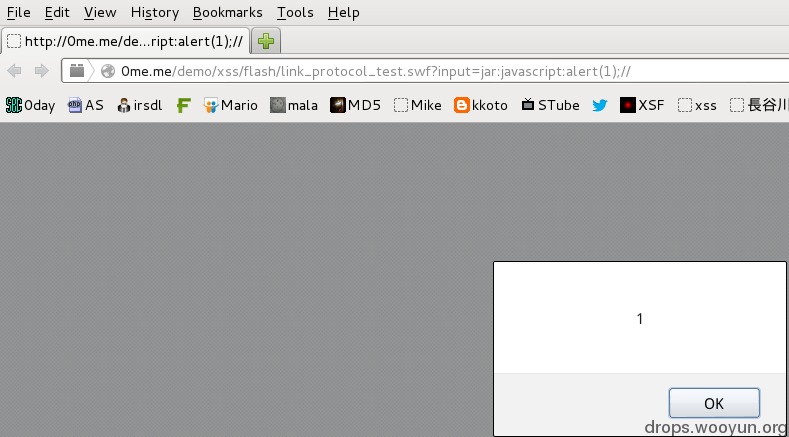 File Edit View History Bookmarks Tools Help
http://0me.me/de...ript:alert(1);//
0me.me/demo/xss/flash/link_protocol_test.swf?input=jar:javascript:alert(1);//
0day AS irsdl Mario mala MD5 Mike kkoto STube XSF xss 長谷川
1
OK
drops.wooyun.org